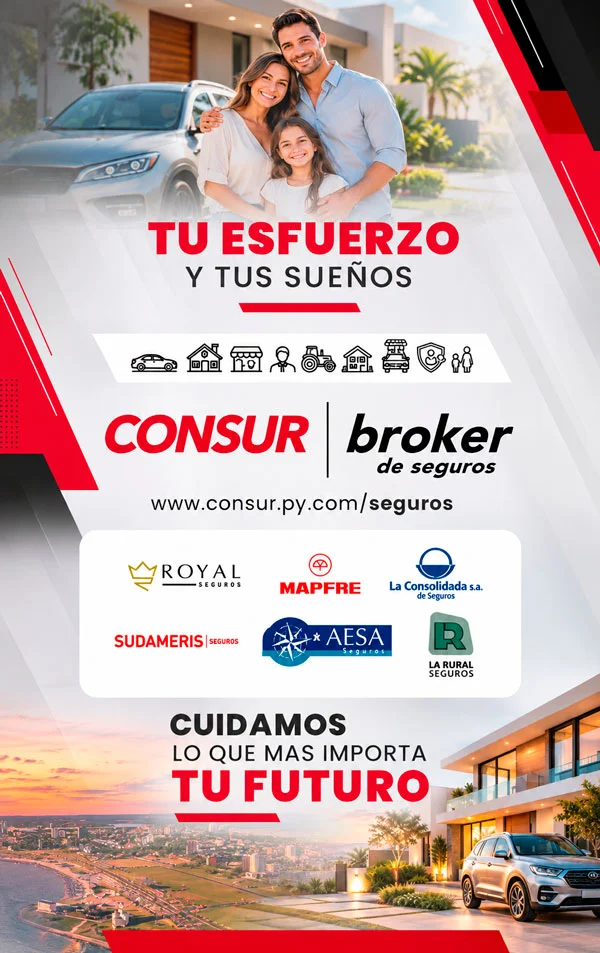 TU ESFUERZO
Y TUS SUEÑOS
CONSUR
broker
de seguros
www.consur.py.com/seguros
ROYAL
SEGUROS
MAPFRE
La Consolidada s.a.
de Seguros
SUDAMERIS | SEGUROS
AESA
Seguros
LA RURAL
SEGUROS
CUIDAMOS
LO QUE MAS IMPORTA
TU FUTURO